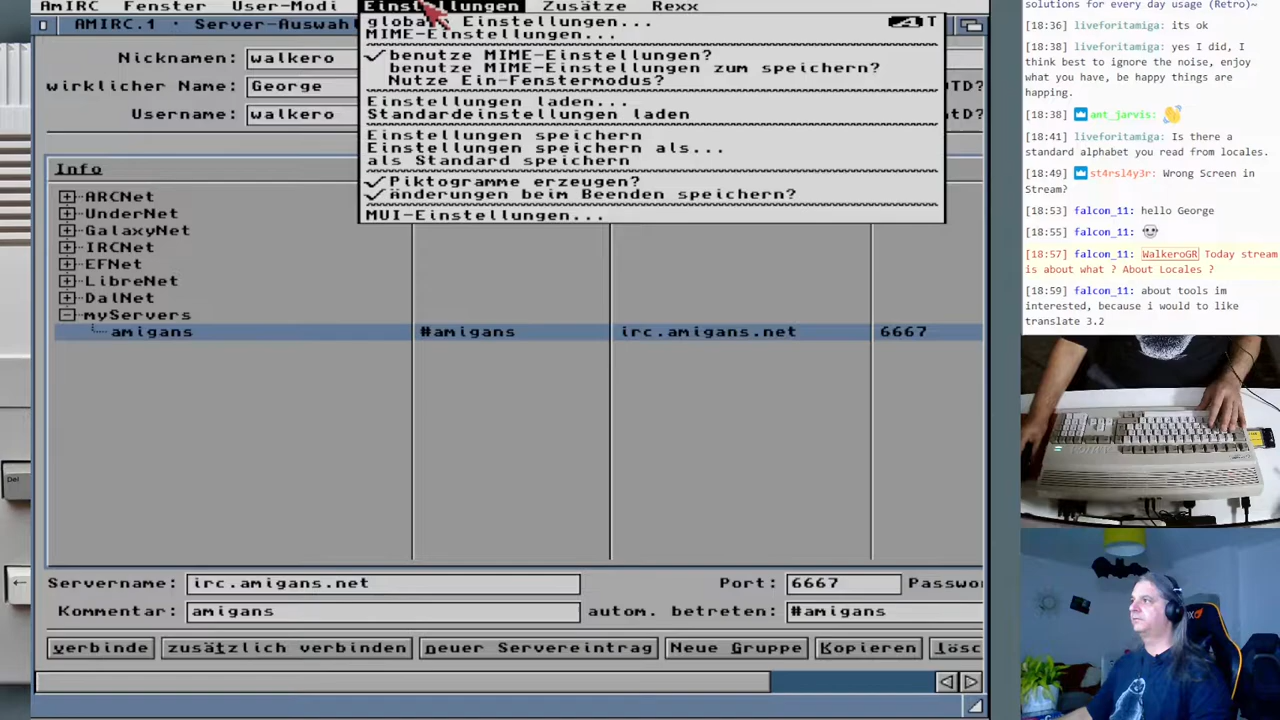 AmIRC Fenster User-Modi Einstellungen Zusätze Rexx
AMIRC.1 · Server-Auswahl
globale Einstellungen... T
MIME-Einstellungen...
benutze MIME-Einstellungen?
benutze MIME-Einstellungen zum speichern?
Nutze Ein-Fenstermodus?
Einstellungen laden...
Standardeinstellungen laden
Einstellungen speichern
Einstellungen speichern als...
als Standard speichern
Piktogramme erzeugen?
Änderungen beim Beenden speichern?
MUI-Einstellungen...
Nicknamen: walkero
wirklicher Name: George
TD?
Username: walkero
tD?
Info
ARCNet
UnderNet
GalaxyNet
IRCNet
EFNet
LibreNet
DalNet
myServers
amigans #amigans irc.amigans.net 6667
Servername: irc.amigans.net Port: 6667 Passwo
Kommentar: amigans autom. betreten: #amigans
verbinde zusätzlich verbinden neuer Servereintrag Neue Gruppe Kopieren lösc
Del
solutions for every day usage (Retro)~
[18:36] liveforitamiga: its ok
[18:38] liveforitamiga: yes I did, I
think best to ignore the noise, enjoy
what you have, be happy things are
happing.
[18:38] ant_jarvis:
[18:41] liveforitamiga: Is there a
standard alphabet you read from locales.
[18:49] st4rsl4y3r: Wrong Screen in
Stream?
[18:53] falcon_11: hello George
[18:55] falcon_11:
[18:57] falcon_11: WalkeroGR Today stream
is about what ? About Locales ?
[18:59] falcon_11: about tools im
interested, because i would to like
translate 3.2